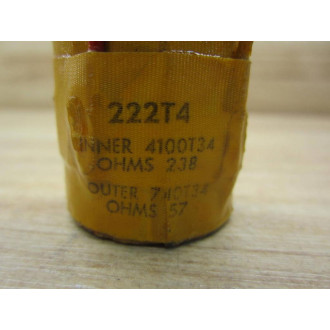 222T4
INNER 4100T34
OHMS 238
OUTER 740T34
OHMS 57